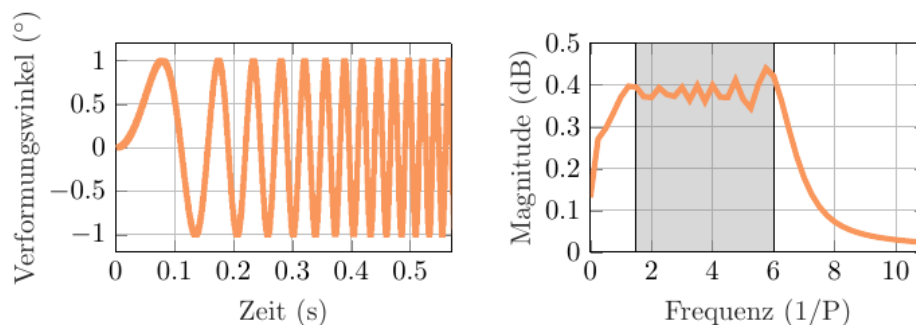 Verformungswinkel (°)
1
0.5
0
−0.5
−1
0 0.1 0.2 0.3 0.4 0.5
Zeit (s)
Magnitude (dB)
0.5
0.4
0.3
0.2
0.1
0
0 2 4 6 8 10
Frequenz (1/P)